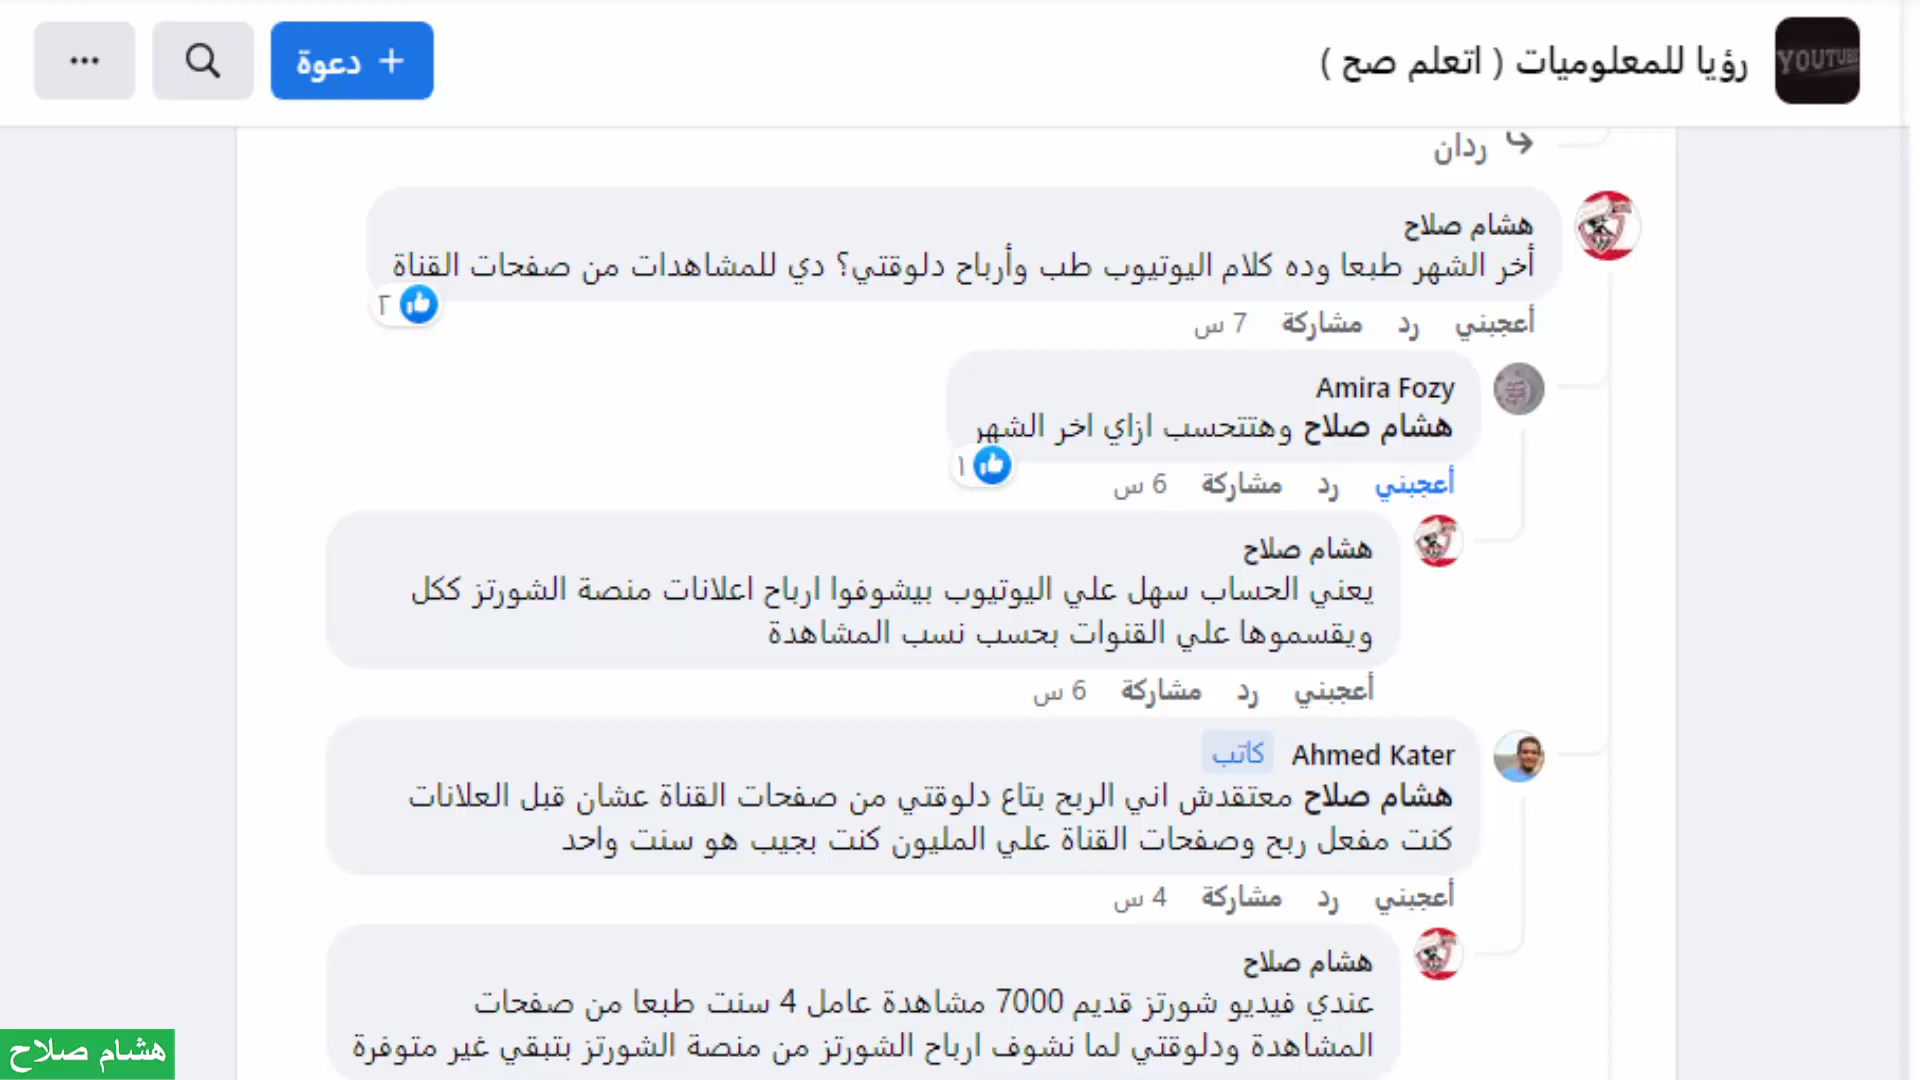 رؤيا للمعلوميات ( اتعلم صح )
YOUTUBE
+ دعوة
ردان
هشام صلاح
أخر الشهر طبعا وده كلام اليوتيوب طب وأرباح دلوقتي؟ دي للمشاهدات من صفحات القناة
٢
أعجبني رد مشاركة 7 س
Amira Fozy
هشام صلاح وهتتحسب ازاي اخر الشهر
١
أعجبني رد مشاركة 6 س
هشام صلاح
يعني الحساب سهل علي اليوتيوب بيشوفوا ارباح اعلانات منصة الشورتز ككل
ويقسموها علي القنوات بحسب نسب المشاهدة
أعجبني رد مشاركة 6 س
Ahmed Kater كاتب
هشام صلاح معتقدش اني الربح بتاع دلوقتي من صفحات القناة عشان قبل العلانات
كنت مفعل ربح وصفحات القناة علي المليون كنت بجيب هو سنت واحد
أعجبني رد مشاركة 4 س
هشام صلاح
عندي فيديو شورتز قديم 7000 مشاهدة عامل 4 سنت طبعا من صفحات
المشاهدة ودلوقتي لما نشوف ارباح الشورتز من منصة الشورتز بتبقي غير متوفرة
هشام صلاح